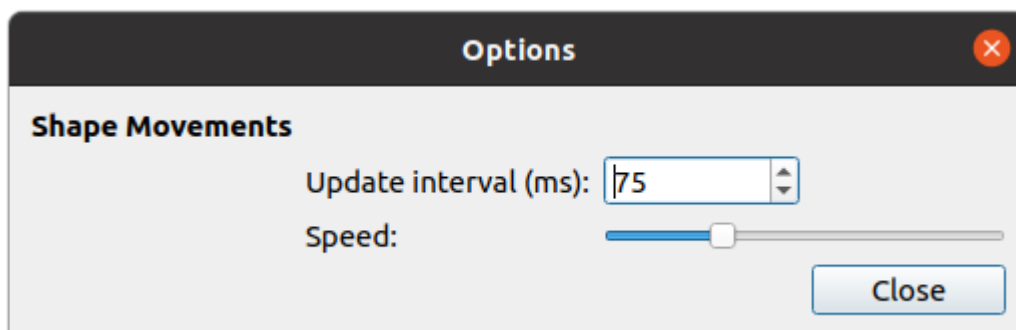 Options
Shape Movements
Update interval (ms): 75
Speed:
Close